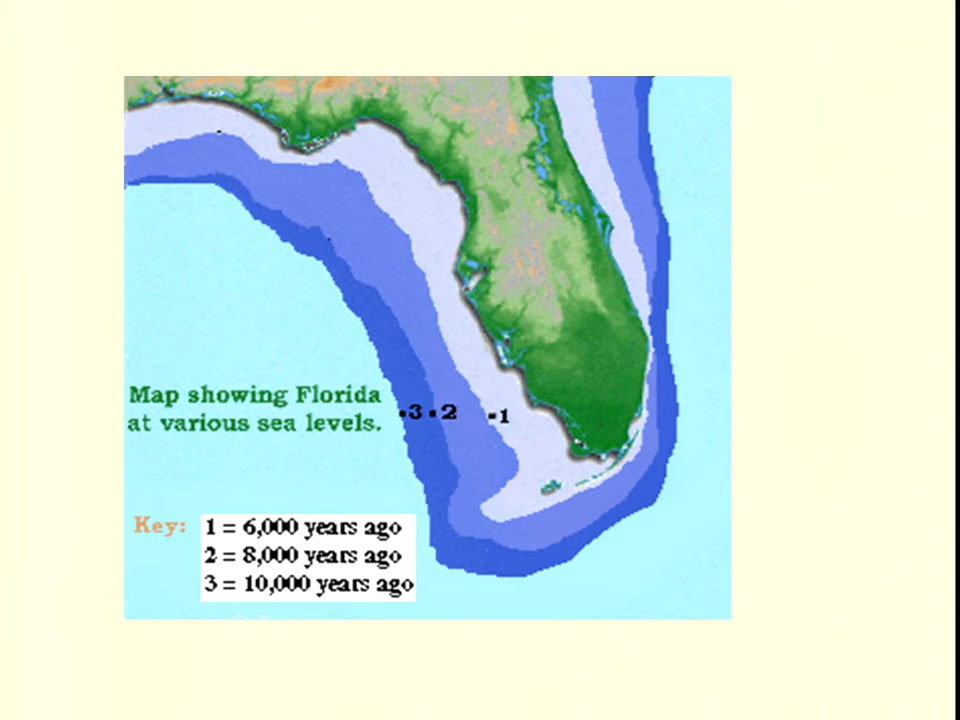 Map showing Florida
at various sea levels.
3 2 1
Key:
1 = 6,000 years ago
2 = 8,000 years ago
3 = 10,000 years ago